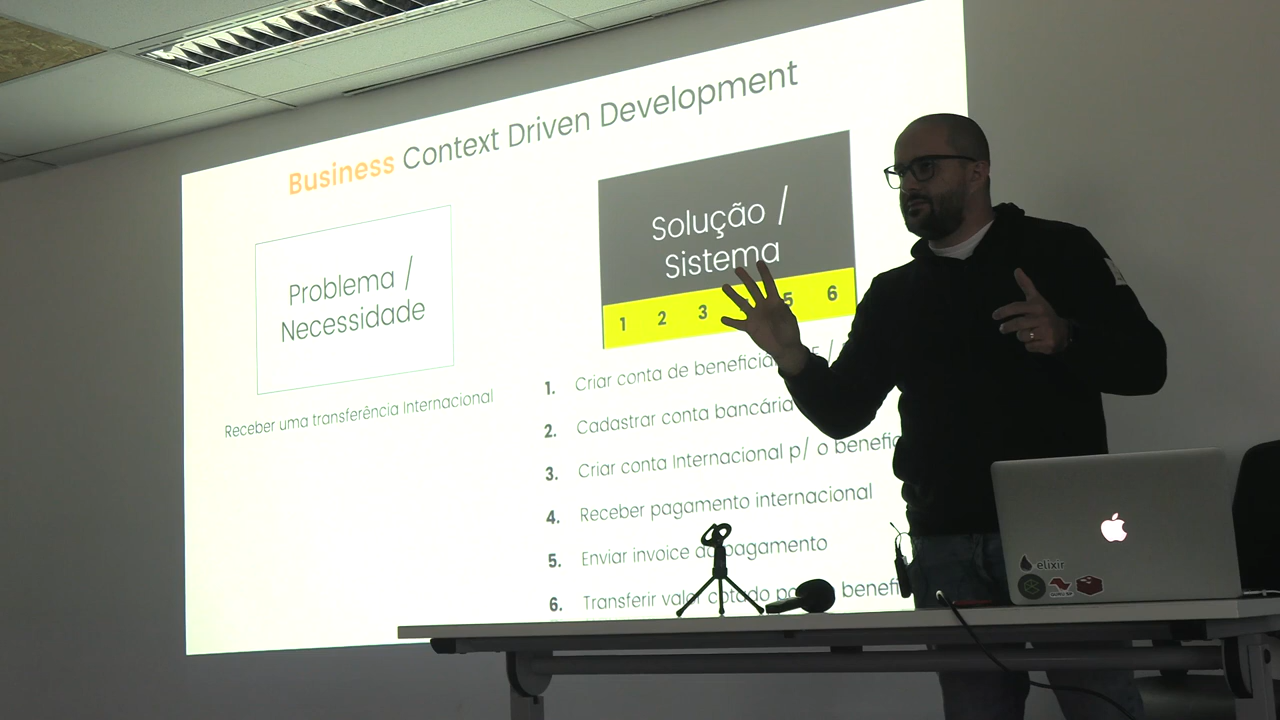 Business Context Driven Development
Problema /
Necessidade
Receber uma transferência Internacional
Solução /
Sistema
1 2 3 5 6
1. Criar conta de
2. Cadastrar conta bancária
3. Criar conta Internacional p/ o
4. Receber pagamento internacional
5. Enviar invoice pagamento
6. Transferir valor cotado
elixir